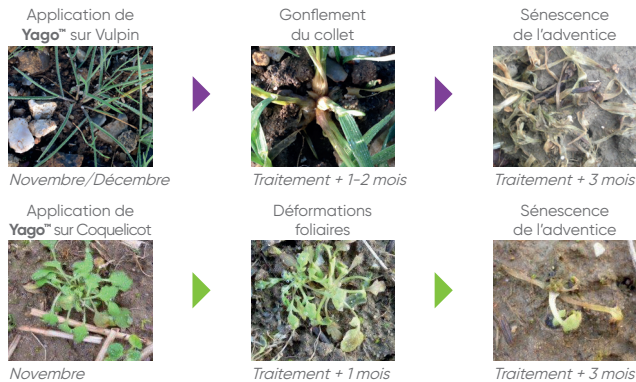 Application de
Yago™ sur Vulpin
Gonflement
du collet
Sénescence
de l'adventice
Novembre/Décembre
Traitement + 1-2 mois
Traitement + 3 mois
Application de
Yago™ sur Coquelicot
Déformations
foliaires
Sénescence
de l'adventice
Novembre
Traitement + 1 mois
Traitement + 3 mois